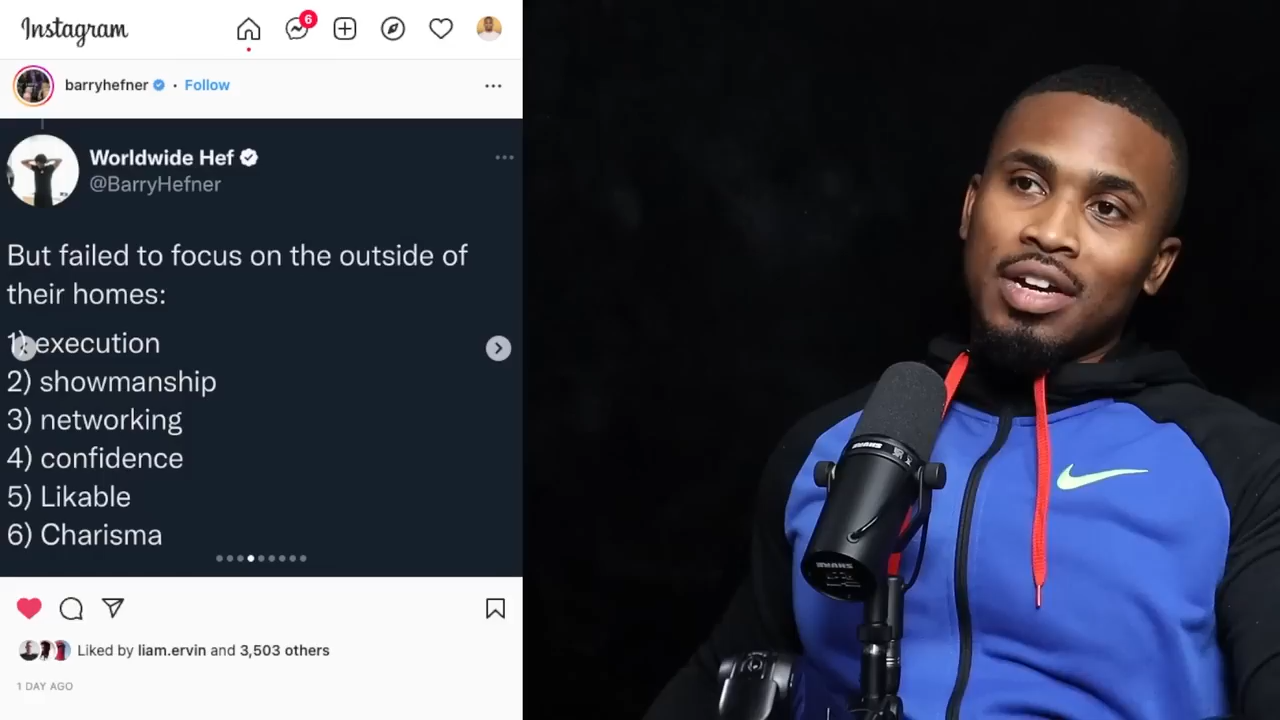 Instagram
6
barryhefner · Follow
Worldwide Hef
@BarryHefner
But failed to focus on the outside of
their homes:
1) execution
2) showmanship
3) networking
4) confidence
5) Likable
6) Charisma
Liked by liam.ervin and 3,503 others
1 DAY AGO
SHURE
SHURE